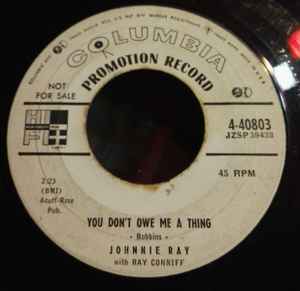 COLUMBIA
PROMOTION RECORD
NOT
FOR SALE
4-40803
JZSP 39433
HI
FI
45 RPM
2:23
(BMI)
Acuff-Rose
Pub.
YOU DON'T OWE ME A THING
- Robbins -
JOHNNIE RAY
with RAY CONNIFF